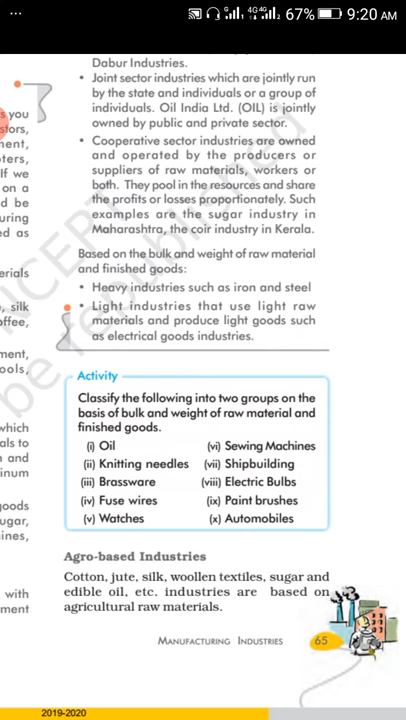 67% 9:20 AM
Dabur Industries.
• Joint sector industries which are jointly run
by the state and individuals or a group of
individuals. Oil India Ltd. (OIL) is jointly
owned by public and private sector.
• Cooperative sector industries are owned
and operated by the producers or
suppliers of raw materials, workers or
both. They pool in the resources and share
the profits or losses proportionately. Such
examples are the sugar industry in
Maharashtra, the coir industry in Kerala.
Based on the bulk and weight of raw material
and finished goods:
• Heavy industries such as iron and steel
• Light industries that use light raw
materials and produce light goods such
as electrical goods industries.
Activity
Classify the following into two groups on the
basis of bulk and weight of raw material and
finished goods.
(i) Oil (vi) Sewing Machines
(ii) Knitting needles (vii) Shipbuilding
(iii) Brassware (viii) Electric Bulbs
(iv) Fuse wires (ix) Paint brushes
(v) Watches (x) Automobiles
Agro-based Industries
Cotton, jute, silk, woollen textiles, sugar and
edible oil, etc. industries are based on
agricultural raw materials.
MANUFACTURING INDUSTRIES 65
2019-2020